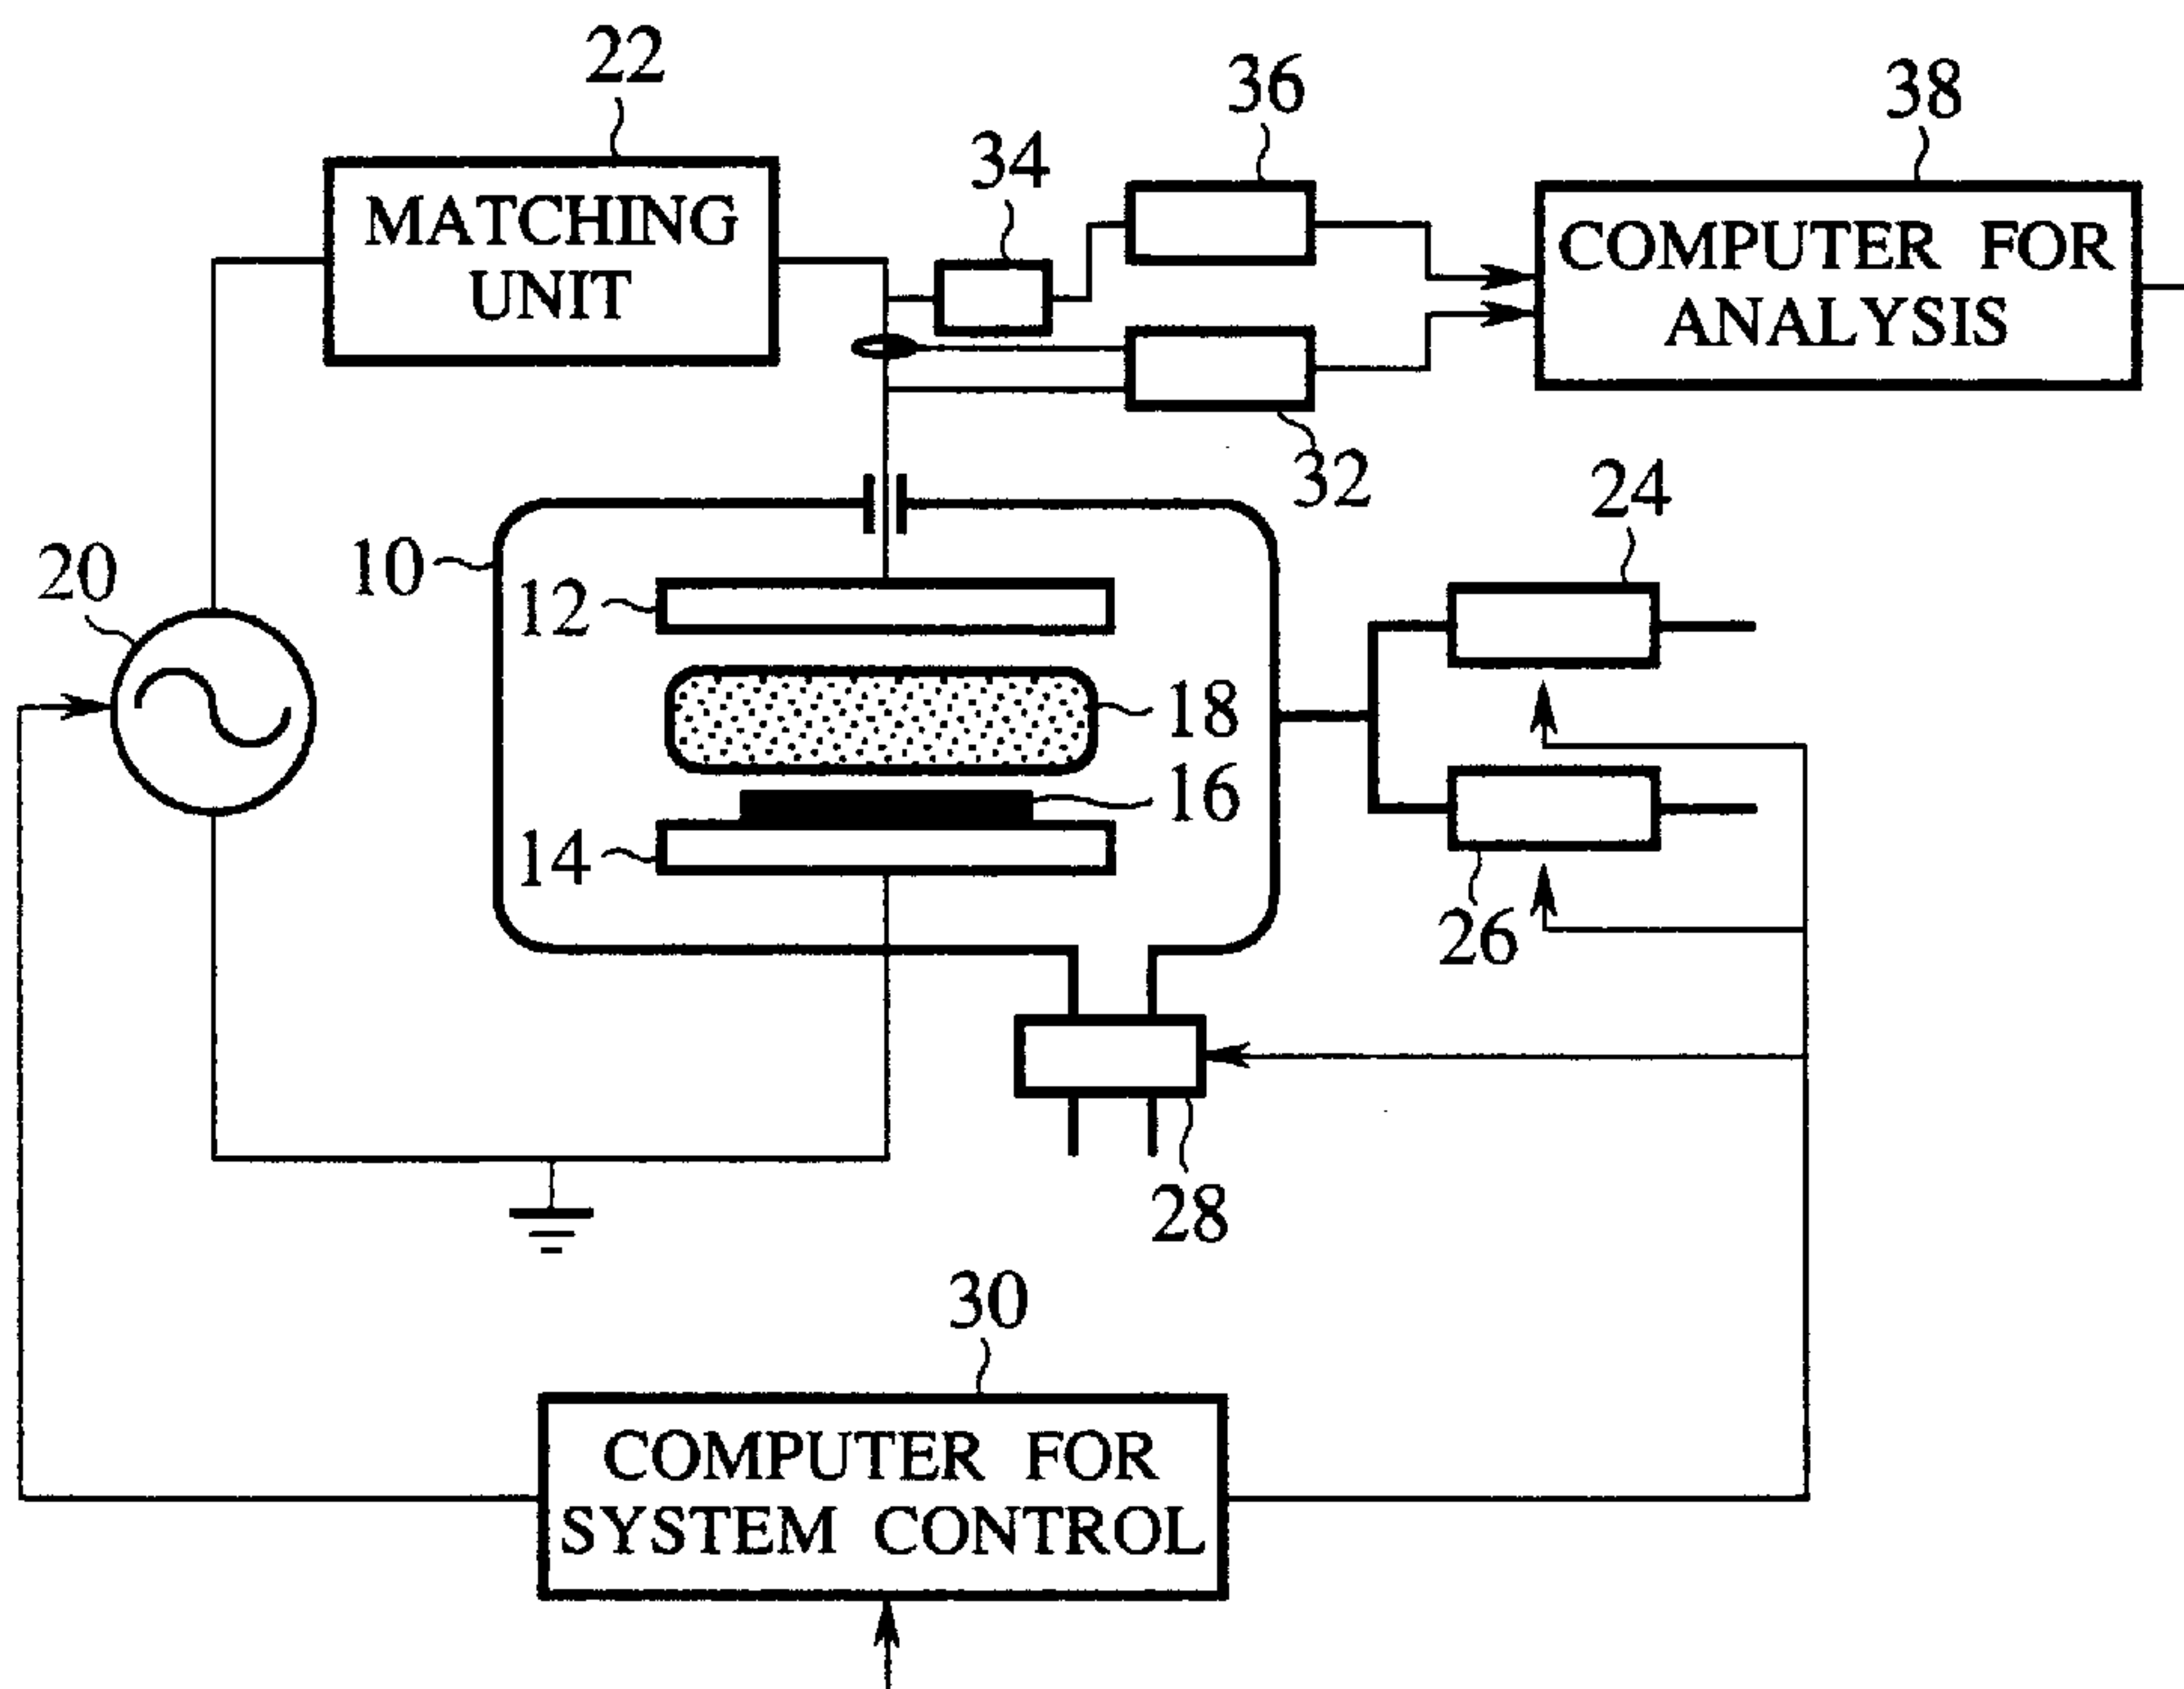 22
36
38
34
MATCHING
UNIT
COMPUTER FOR
ANALYSIS
32
24
20
10
12
18
16
14
26
28
30
COMPUTER FOR
SYSTEM CONTROL